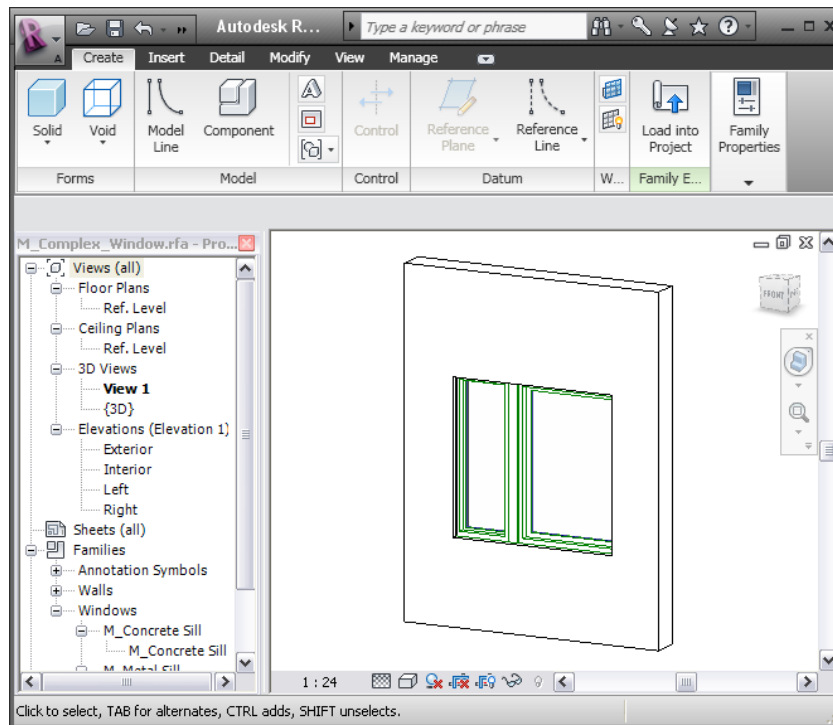 Autodesk R...
Type a keyword or phrase
A
Create Insert Detail Modify View Manage
Solid Void Model Line Component Control Reference Plane Reference Line Load into Project Family Properties
Forms Model Control Datum W... Family E...
M_Complex_Window.rfa - Pro...
Views (all)
Floor Plans
Ref. Level
Ceiling Plans
Ref. Level
3D Views
View 1
{3D}
Elevations (Elevation 1)
Exterior
Interior
Left
Right
Sheets (all)
Families
Annotation Symbols
Walls
Windows
M_Concrete Sill
M_Concrete Sill
M_Metal Sill
FRONT
1 : 24
Click to select, TAB for alternates, CTRL adds, SHIFT unselects.